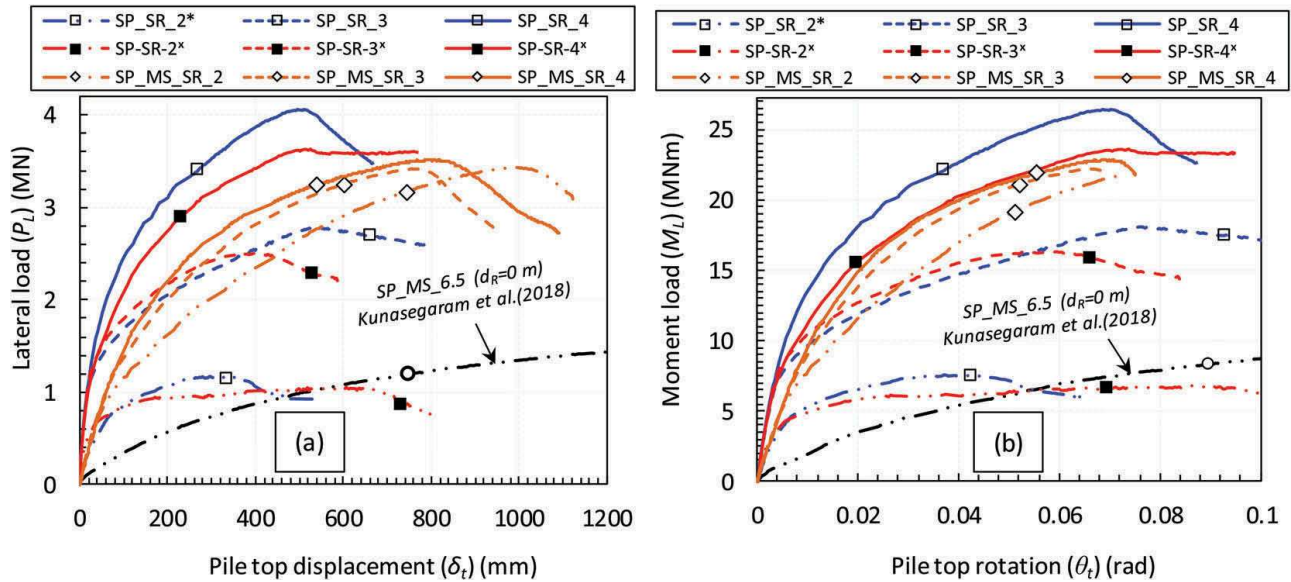 SP_SR_2* SP_SR_3 SP_SR_4
SP-SR-2ˣ SP-SR-3ˣ SP-SR-4ˣ
SP_MS_SR_2 SP_MS_SR_3 SP_MS_SR_4
4
3
2
1
0
Lateral load (P_L) (MN)
SP_MS_6.5 (d_R=0 m)
Kunasegaram et al.(2018)
(a)
0 200 400 600 800 1000 1200
Pile top displacement (δ_t) (mm)
SP_SR_2* SP_SR_3 SP_SR_4
SP-SR-2ˣ SP-SR-3ˣ SP-SR-4ˣ
SP_MS_SR_2 SP_MS_SR_3 SP_MS_SR_4
25
20
15
10
5
0
Moment load (M_L) (MNm)
SP_MS_6.5 (d_R=0 m)
Kunasegaram et al.(2018)
(b)
0 0.02 0.04 0.06 0.08 0.1
Pile top rotation (θ_t) (rad)